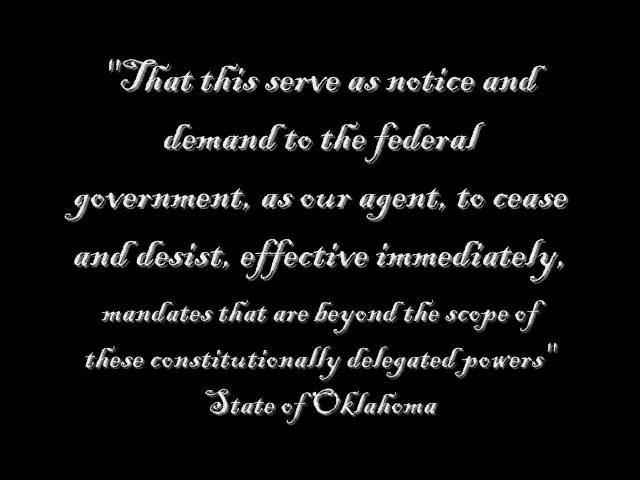 "That this serve as notice and
demand to the federal
government, as our agent, to cease
and desist, effective immediately,
mandates that are beyond the scope of
these constitutionally delegated powers"
State of Oklahoma